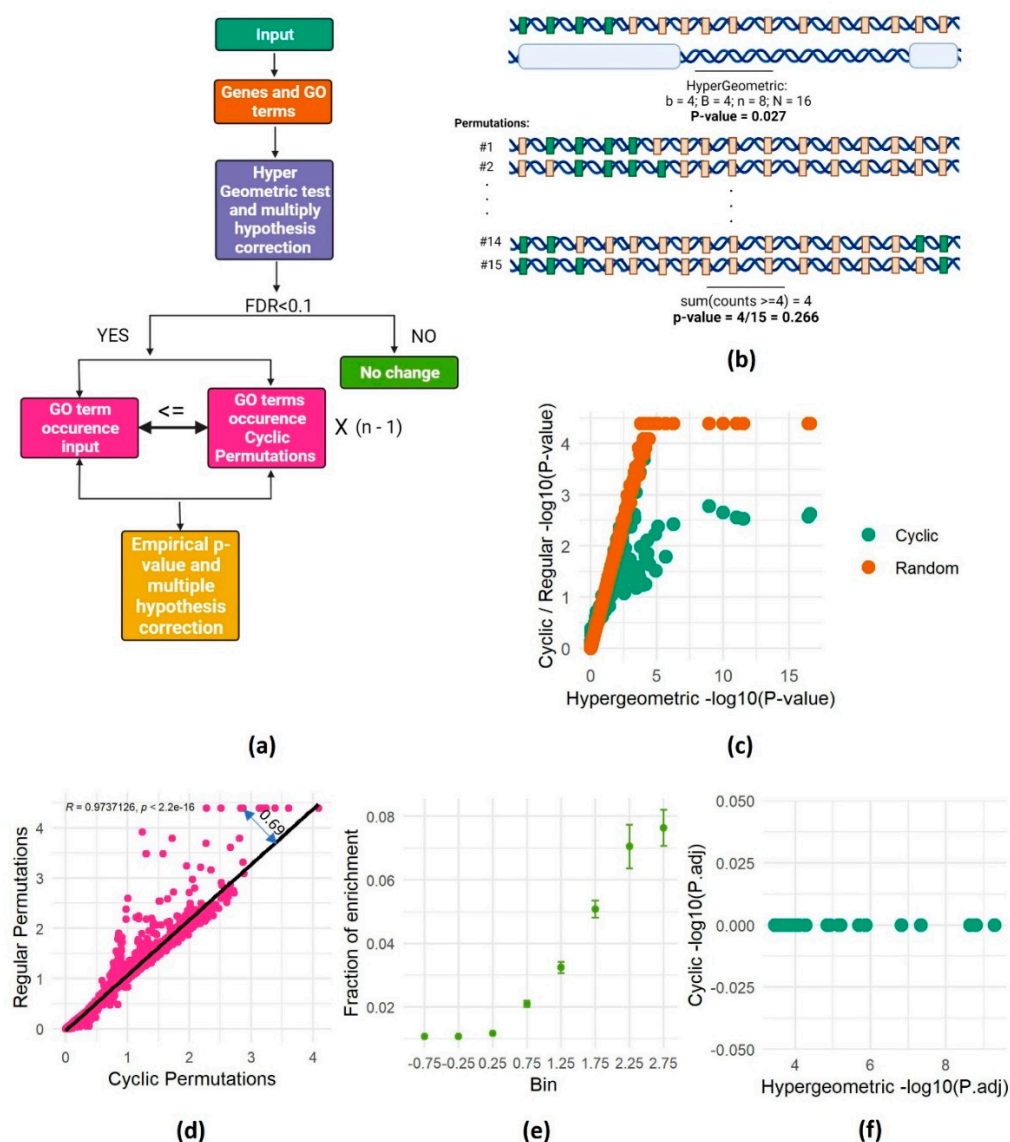 Input
Genes and GO
terms
Hyper
Geometric test
and multiply
hypothesis
correction
FDR<0.1
YES
NO
No change
GO term
occurence
input
<=
GO terms
occurence
Cyclic
Permutations
X (n - 1)
Empirical p-
value and
multiple
hypothesis
correction
(a)
HyperGeometric:
b = 4; B = 4; n = 8; N = 16
P-value = 0.027
Permutations:
#1
#2
#14
#15
sum(counts >=4) = 4
p-value = 4/15 = 0.266
(b)
Cyclic / Regular -log10(P-value)
4
3
2
1
0
0 5 10 15
Hypergeometric -log10(P-value)
Cyclic
Random
(c)
R = 0.9737126, p < 2.2e-16
0.69
Regular Permutations
4
3
2
1
0
0 1 2 3 4
Cyclic Permutations
(d)
Fraction of enrichment
0.08
0.06
0.04
0.02
-0.75 -0.25 0.25 0.75 1.25 1.75 2.25 2.75
Bin
(e)
Cyclic -log10(P.adj)
0.050
0.025
0.000
-0.025
-0.050
4 6 8
Hypergeometric -log10(P.adj)
(f)